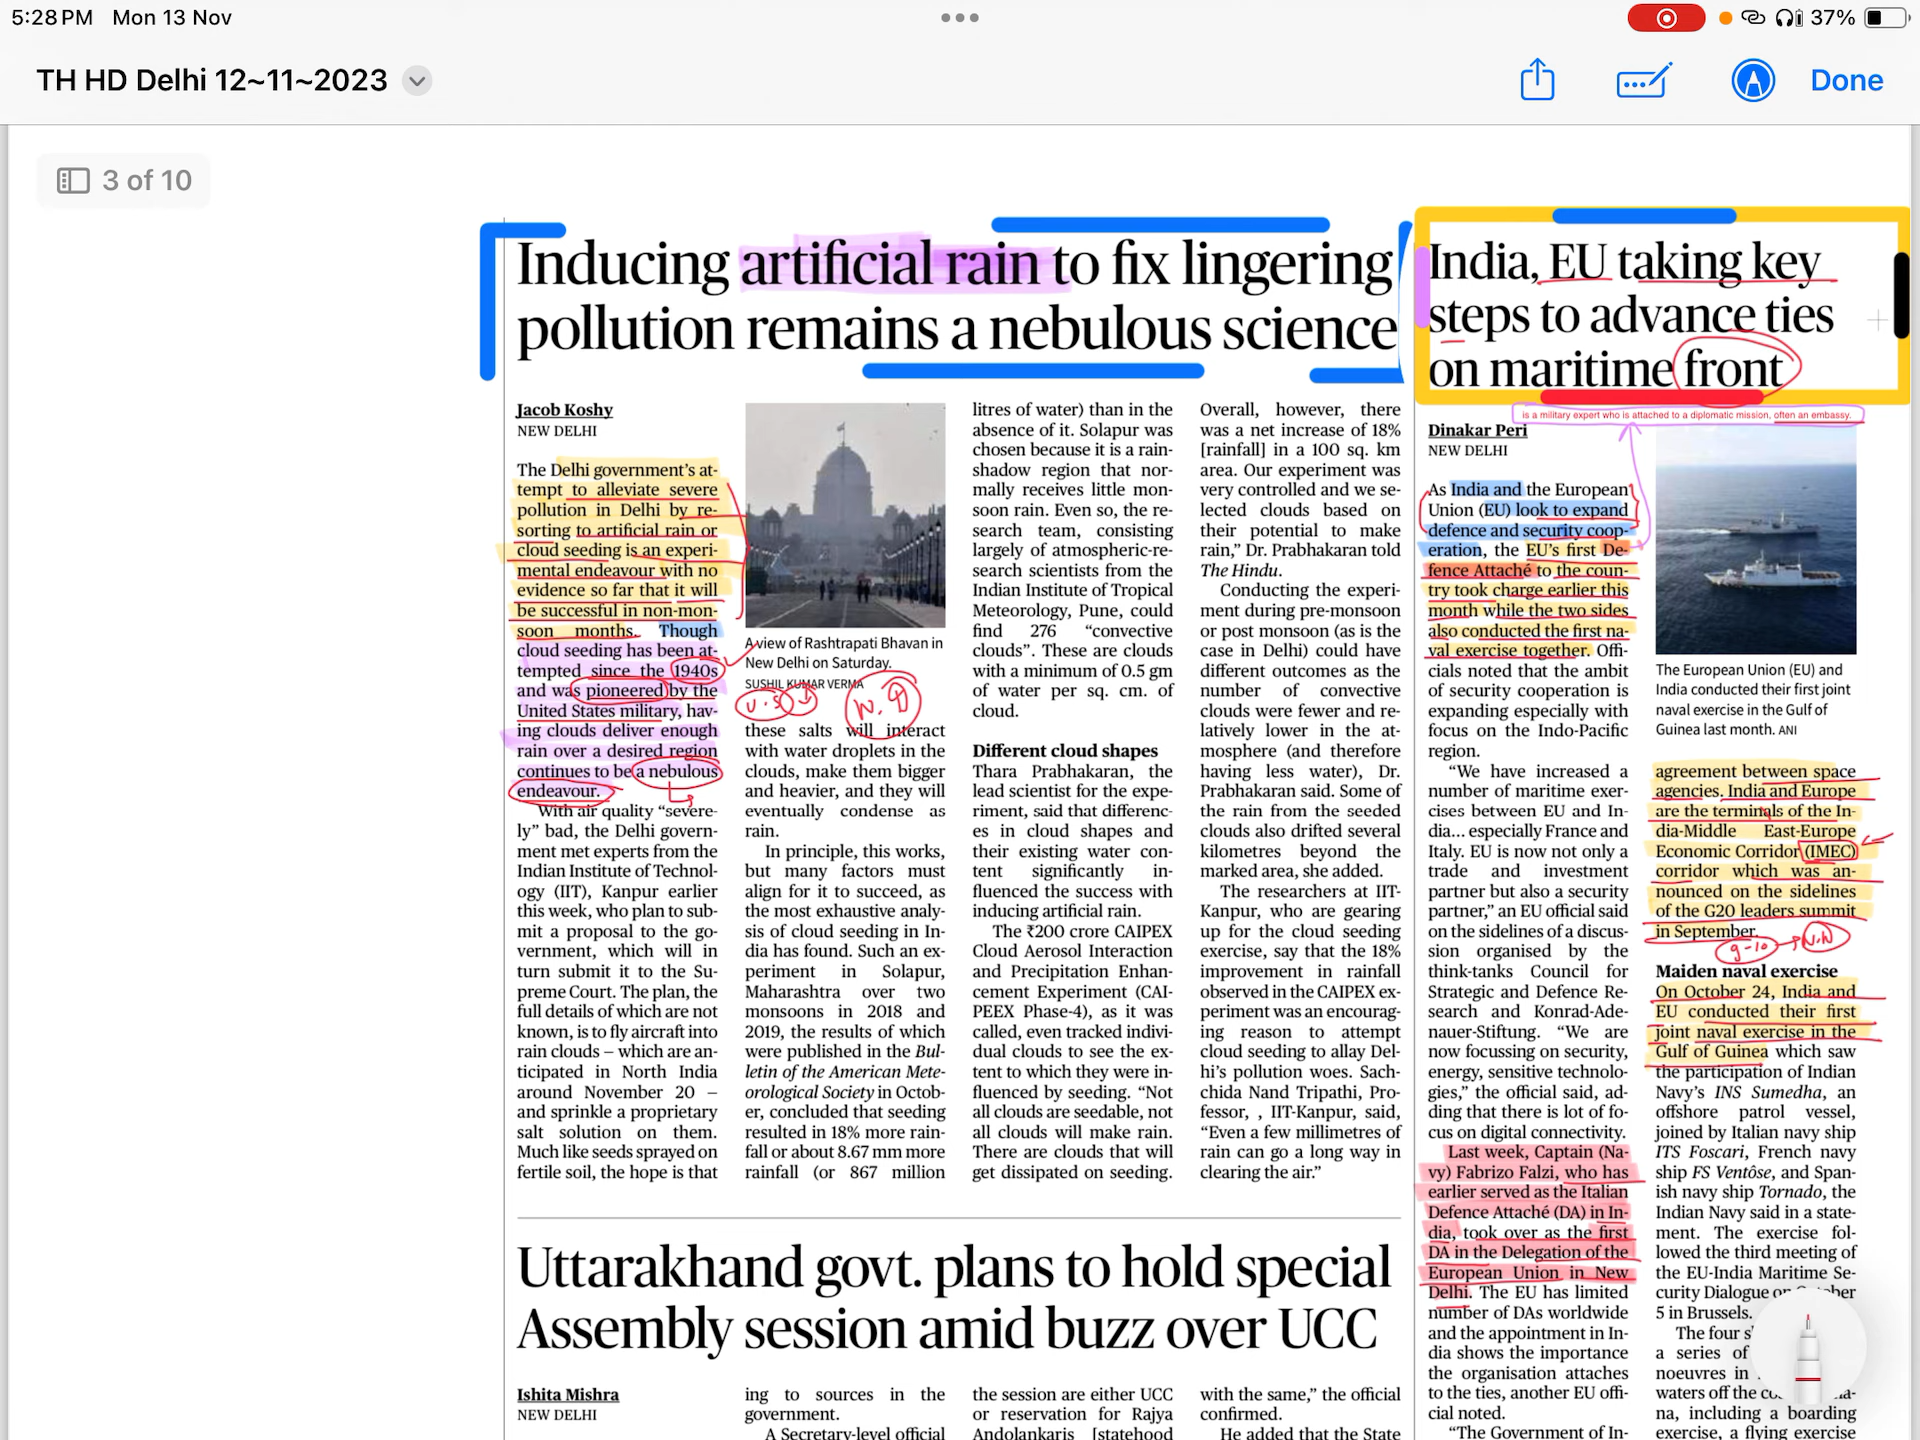 5:28 PM Mon 13 Nov
37%
TH HD Delhi 12~11~2023
Done
3 of 10
Inducing artificial rain to fix lingering
pollution remains a nebulous science
Jacob Koshy
NEW DELHI
The Delhi government's at-
tempt to alleviate severe
pollution in Delhi by re-
sorting to artificial rain or
cloud seeding is an experi-
mental endeavour with no
evidence so far that it will
be successful in non-mon-
soon months. Though
cloud seeding has been at-
tempted since the 1940s
and was pioneered by the
United States military, hav-
ing clouds deliver enough
rain over a desired region
continues to be a nebulous
endeavour.
With air quality "severe-
ly" bad, the Delhi govern-
ment met experts from the
Indian Institute of Technol-
ogy (IIT), Kanpur earlier
this week, who plan to sub-
mit a proposal to the go-
vernment, which will in
turn submit it to the Su-
preme Court. The plan, the
full details of which are not
known, is to fly aircraft into
rain clouds – which are an-
ticipated in North India
around November 20 –
and sprinkle a proprietary
salt solution on them.
Much like seeds sprayed on
fertile soil, the hope is that
A view of Rashtrapati Bhavan in
New Delhi on Saturday.
SUSHIL KUMAR VERMA
these salts will interact
with water droplets in the
clouds, make them bigger
and heavier, and they will
eventually condense as
rain.
In principle, this works,
but many factors must
align for it to succeed, as
the most exhaustive analy-
sis of cloud seeding in In-
dia has found. Such an ex-
periment in Solapur,
Maharashtra over two
monsoons in 2018 and
2019, the results of which
were published in the Bul-
letin of the American Mete-
orological Society in Octob-
er, concluded that seeding
resulted in 18% more rain-
fall or about 8.67 mm more
rainfall (or 867 million
litres of water) than in the
absence of it. Solapur was
chosen because it is a rain-
shadow region that nor-
mally receives little mon-
soon rain. Even so, the re-
search team, consisting
largely of atmospheric-re-
search scientists from the
Indian Institute of Tropical
Meteorology, Pune, could
find 276 "convective
clouds". These are clouds
with a minimum of 0.5 gm
of water per sq. cm. of
cloud.
Different cloud shapes
Thara Prabhakaran, the
lead scientist for the expe-
riment, said that differenc-
es in cloud shapes and
their existing water con-
tent significantly in-
fluenced the success with
inducing artificial rain.
The ₹200 crore CAIPEX
Cloud Aerosol Interaction
and Precipitation Enhan-
cement Experiment (CAI-
PEEX Phase-4), as it was
called, even tracked indivi-
dual clouds to see the ex-
tent to which they were in-
fluenced by seeding. "Not
all clouds are seedable, not
all clouds will make rain.
There are clouds that will
get dissipated on seeding.
Overall, however, there
was a net increase of 18%
[rainfall] in a 100 sq. km
area. Our experiment was
very controlled and we se-
lected clouds based on
their potential to make
rain," Dr. Prabhakaran told
The Hindu.
Conducting the experi-
ment during pre-monsoon
or post monsoon (as is the
case in Delhi) could have
different outcomes as the
number of convective
clouds were fewer and re-
latively lower in the at-
mosphere (and therefore
having less water), Dr.
Prabhakaran said. Some of
the rain from the seeded
clouds also drifted several
kilometres beyond the
marked area, she added.
The researchers at IIT-
Kanpur, who are gearing
up for the cloud seeding
exercise, say that the 18%
improvement in rainfall
observed in the CAIPEX ex-
periment was an encourag-
ing reason to attempt
cloud seeding to allay Del-
hi's pollution woes. Sach-
chida Nand Tripathi, Pro-
fessor, , IIT-Kanpur, said,
"Even a few millimetres of
rain can go a long way in
clearing the air."
India, EU taking key
steps to advance ties
on maritime front
is a military expert who is attached to a diplomatic mission, often an embassy.
Dinakar Peri
NEW DELHI
As India and the European
Union (EU) look to expand
defence and security coop-
eration, the EU's first De-
fence Attaché to the coun-
try took charge earlier this
month while the two sides
also conducted the first na-
val exercise together. Offi-
cials noted that the ambit
of security cooperation is
expanding especially with
focus on the Indo-Pacific
region.
"We have increased a
number of maritime exer-
cises between EU and In-
dia... especially France and
Italy. EU is now not only a
trade and investment
partner but also a security
partner," an EU official said
on the sidelines of a discus-
sion organised by the
think-tanks Council for
Strategic and Defence Re-
search and Konrad-Ade-
nauer-Stiftung. "We are
now focussing on security,
energy, sensitive technolo-
gies," the official said, ad-
ding that there is lot of fo-
cus on digital connectivity.
Last week, Captain (Na-
vy) Fabrizo Falzi, who has
earlier served as the Italian
Defence Attaché (DA) in In-
dia, took over as the first
DA in the Delegation of the
European Union in New
Delhi. The EU has limited
number of DAs worldwide
and the appointment in In-
dia shows the importance
the organisation attaches
to the ties, another EU offi-
cial noted.
"The Government of In-
The European Union (EU) and
India conducted their first joint
naval exercise in the Gulf of
Guinea last month. ANI
agreement between space
agencies. India and Europe
are the terminals of the In-
dia-Middle East-Europe
Economic Corridor (IMEC)
corridor which was an-
nounced on the sidelines
of the G20 leaders summit
in September.
9-10 N.N
Maiden naval exercise
On October 24, India and
EU conducted their first
joint naval exercise in the
Gulf of Guinea which saw
the participation of Indian
Navy's INS Sumedha, an
offshore patrol vessel,
joined by Italian navy ship
ITS Foscari, French navy
ship FS Ventôse, and Span-
ish navy ship Tornado, the
Indian Navy said in a state-
ment. The exercise fol-
lowed the third meeting of
the EU-India Maritime Se-
curity Dialogue on
5 in Brussels.
The four
a series of
noeuvres in
waters off the
na, including a boarding
exercise, a flying exercise
Uttarakhand govt. plans to hold special
Assembly session amid buzz over UCC
Ishita Mishra
NEW DELHI
ing to sources in the
government.
A Secretary-level official
the session are either UCC
or reservation for Rajya
Andolankaris [statehood
with the same," the official
confirmed.
He added that the State